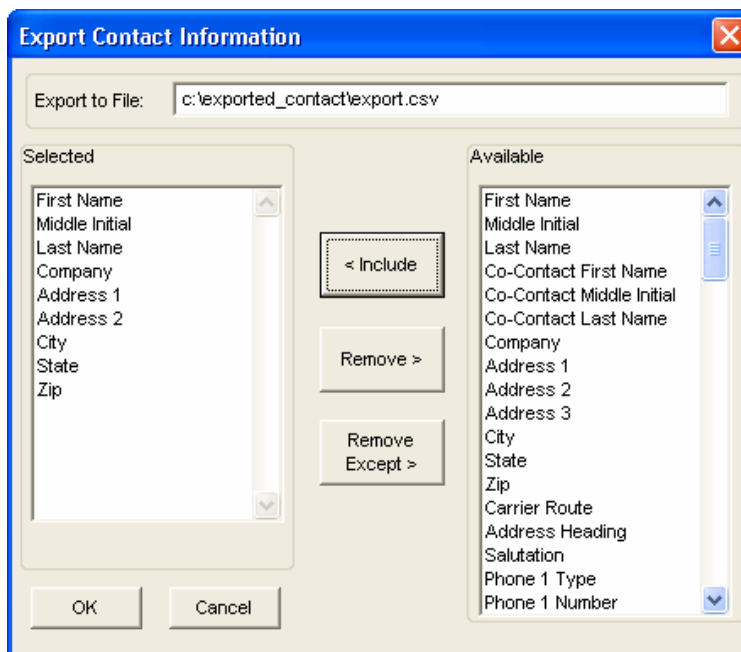 Export Contact Information
Export to File: c:\exported_contact\export.csv
Selected
First Name
Middle Initial
Last Name
Company
Address 1
Address 2
City
State
Zip
< Include
Remove >
Remove
Except >
Available
First Name
Middle Initial
Last Name
Co-Contact First Name
Co-Contact Middle Initial
Co-Contact Last Name
Company
Address 1
Address 2
Address 3
City
State
Zip
Carrier Route
Address Heading
Salutation
Phone 1 Type
Phone 1 Number
OK
Cancel